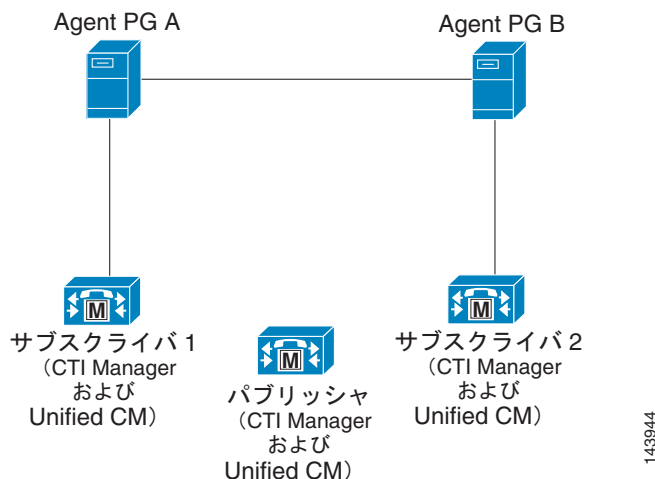 Agent PG A
Agent PG B
M
サブスクライバ 1
（CTI Manager
および
Unified CM）
M
パブリッシャ
（CTI Manager
および
Unified CM）
M
サブスクライバ 2
（CTI Manager
および
Unified CM）
143944